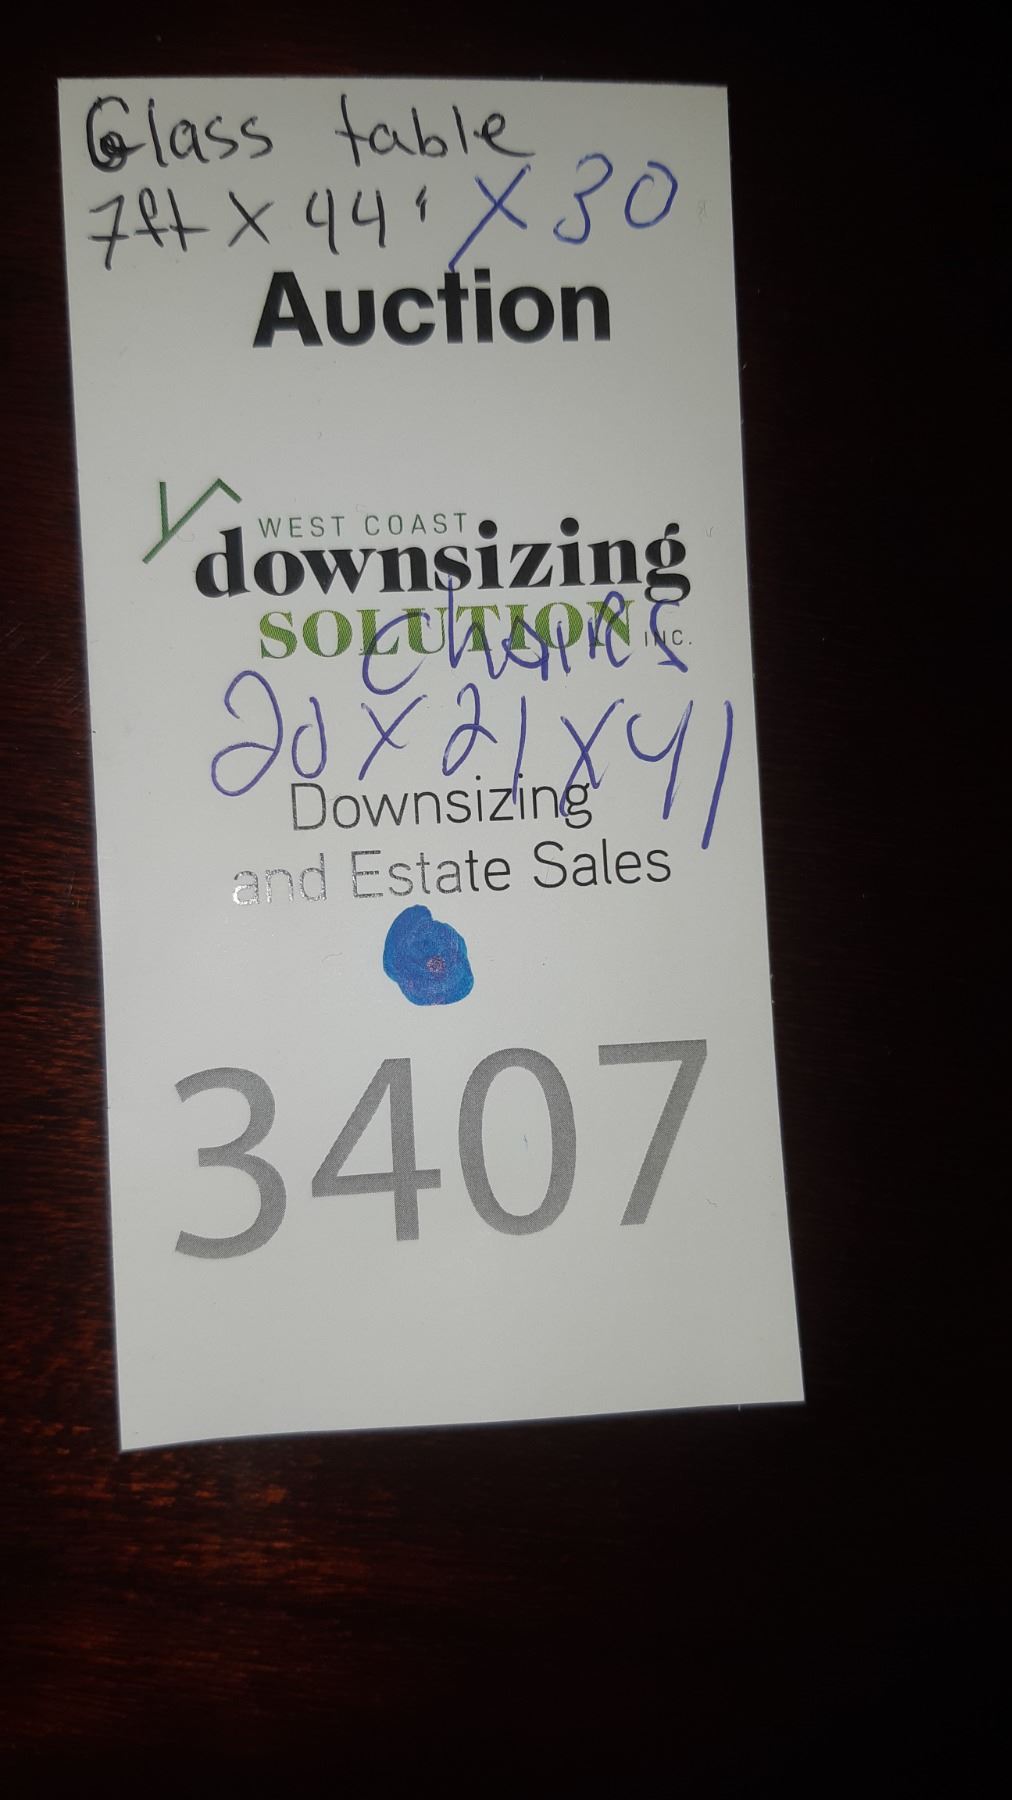 Glass table
7ft X 44" X 30
Auction
WEST COAST
downsizing
SOLUTION INC.
chairs
20 X 21 X 41
Downsizing
and Estate Sales
3407